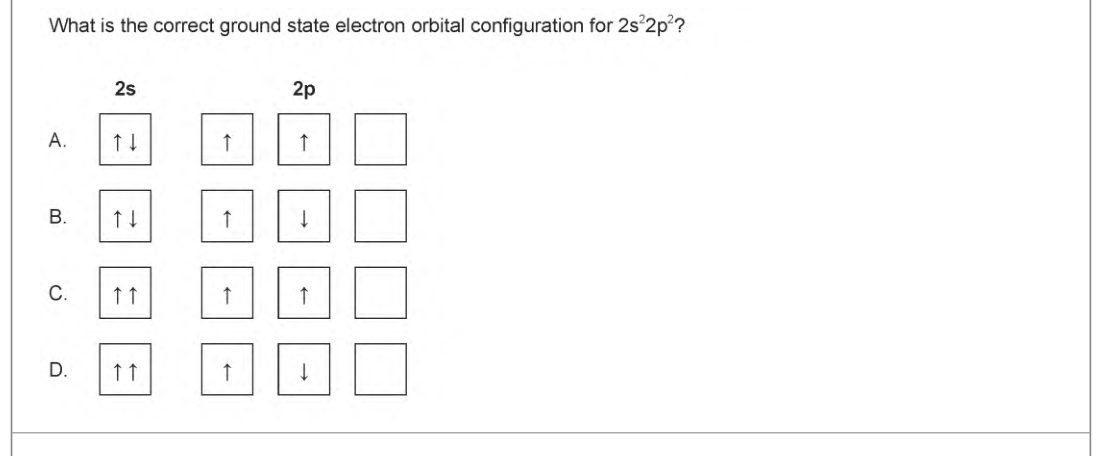 What is the correct ground state electron orbital configuration for 2s²2p²?
2s 2p
A. ↑↓ ↑ ↑
B. ↑↓ ↑ ↓
C. ↑↑ ↑ ↑
D. ↑↑ ↑ ↓